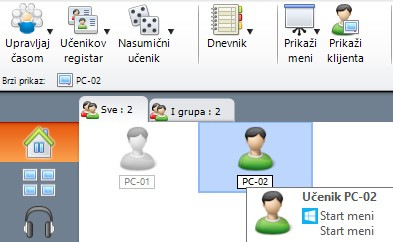 Upravljaj časom
Učenikov registar
Nasumični učenik
Dnevnik
Prikaži meni
Prikaži klijenta
Brzi prikaz:
PC-02
Sve : 2
I grupa : 2
PC-01
PC-02
Učenik PC-02
Start meni
Start meni